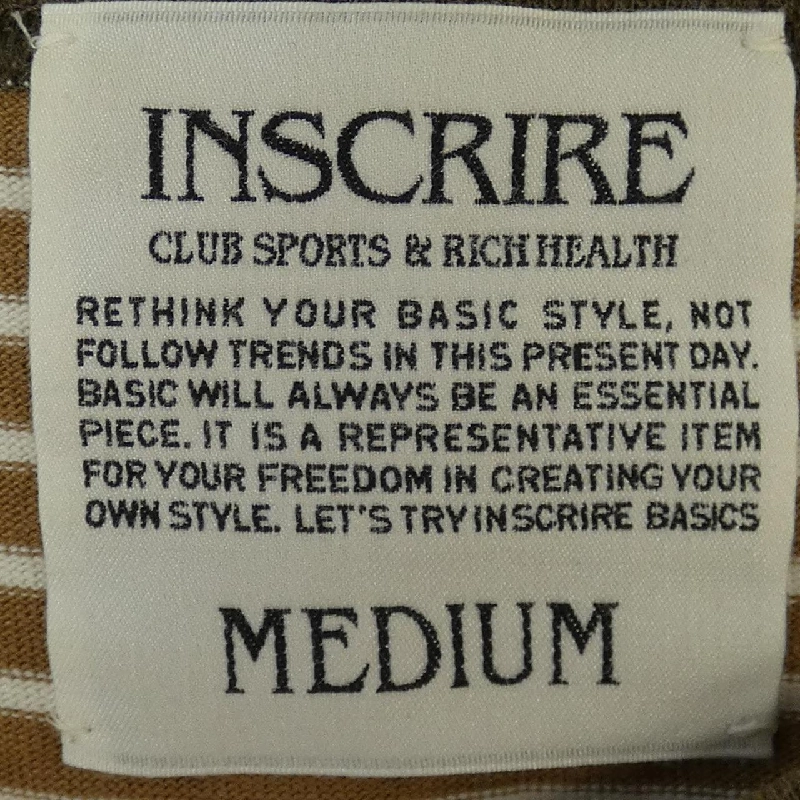 INSCRIRE
CLUB SPORTS & RICH HEALTH
RETHINK YOUR BASIC STYLE, NOT
FOLLOW TRENDS IN THIS PRESENT DAY.
BASIC WILL ALWAYS BE AN ESSENTIAL
PIECE. IT IS A REPRESENTATIVE ITEM
FOR YOUR FREEDOM IN CREATING YOUR
OWN STYLE. LET'S TRY INSCRIRE BASICS
MEDIUM